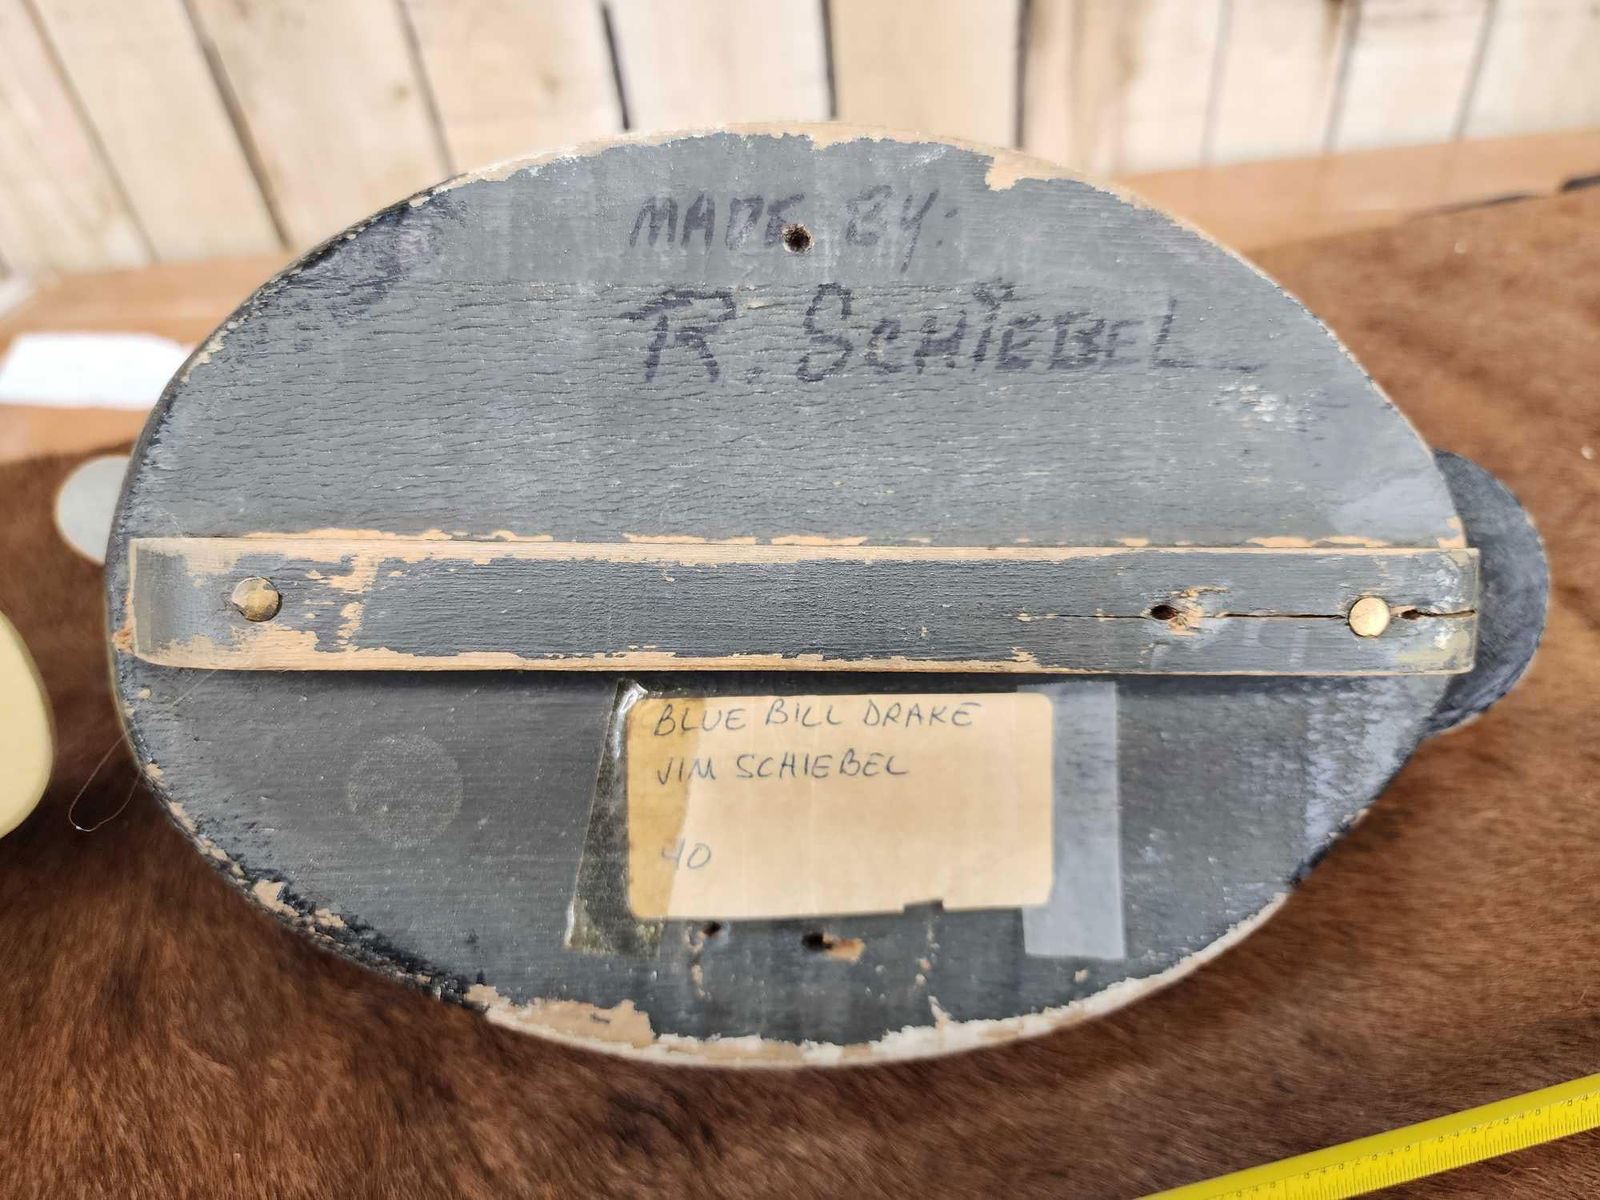 MADE BY:
R. SCHIEBEL
BLUE BILL DRAKE
JIM SCHIEBEL
40